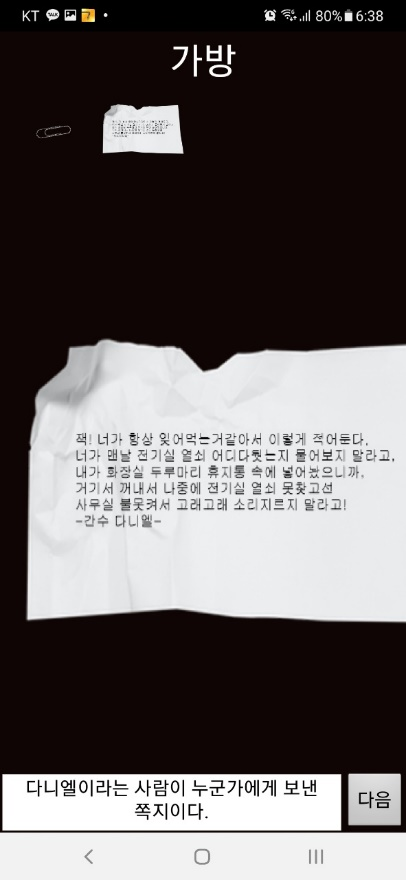 KT TALK 80% 6:38
가방
잭! 너가 항상 잊어먹는거같아서 이렇게 적어둔다,
너가 맨날 전기실 열쇠 어디다뒀는지 물어보지 말라고,
내가 화장실 두루마리 휴지통 속에 넣어놨으니까,
거기서 꺼내서 나중에 전기실 열쇠 못찾고선
사무실 불못켜서 고래고래 소리지르지 말라고!
-간수 다니엘-
다니엘이라는 사람이 누군가에게 보낸
쪽지이다.
다음